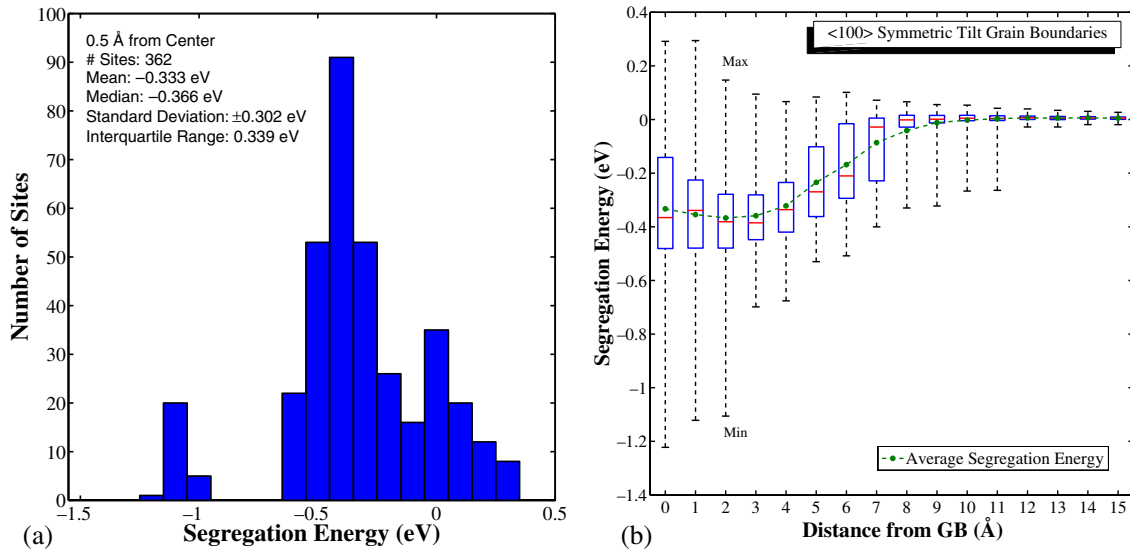 100
90
80
70
60
50
40
30
20
10
0
Number of Sites
0.5 Å from Center
# Sites: 362
Mean: −0.333 eV
Median: −0.366 eV
Standard Deviation: ±0.302 eV
Interquartile Range: 0.339 eV
−1.5 −1 −0.5 0 0.5
Segregation Energy (eV)
(a)
0.4
0.2
0
−0.2
−0.4
−0.6
−0.8
−1
−1.2
−1.4
Segregation Energy (eV)
<100> Symmetric Tilt Grain Boundaries
Max
Min
Average Segregation Energy
0 1 2 3 4 5 6 7 8 9 10 11 12 13 14 15
Distance from GB (Å)
(b)